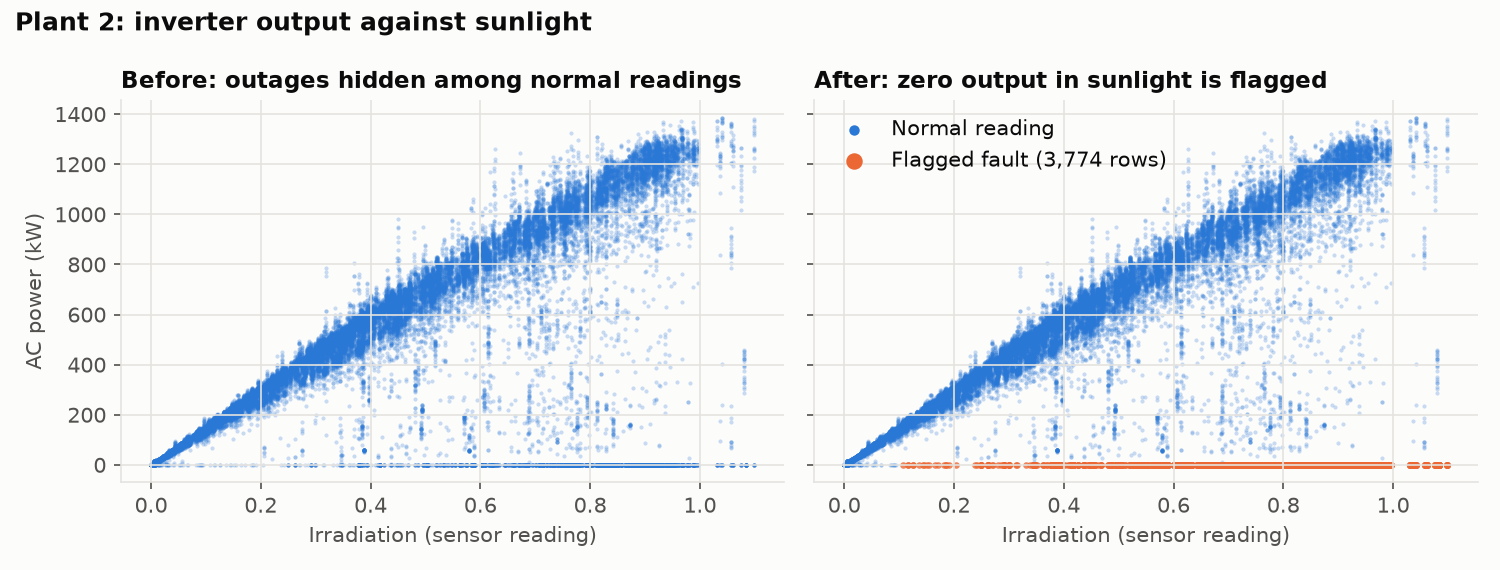 Plant 2: inverter output against sunlight
Before: outages hidden among normal readings
1400
1200
1000
800
600
400
200
0
AC power (kW)
0.0 0.2 0.4 0.6 0.8 1.0
Irradiation (sensor reading)
After: zero output in sunlight is flagged
Normal reading
Flagged fault (3,774 rows)
0.0 0.2 0.4 0.6 0.8 1.0
Irradiation (sensor reading)